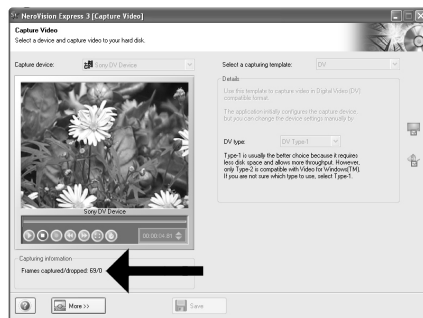 NeroVision Express 3 [Capture Video]
Capture Video
Select a device and capture video to your hard disk.
Capture device:
Sony DV Device
Select a capturing template:
DV
Details
Use this template to capture video in Digital Video (DV)
compatible format.
The application initially configures the capture device
but you can change the device settings manually by
DV type:
DV Type-1
Type-1 is usually the better choice because it requires
less disk space and allows more throughput. However,
only Type-2 is compatible with Video for Windows(TM).
If you are not sure which type to use, select Type-1.
Sony DV Device
Capturing information
Frames captured/dropped: 69/0
More >>
Save